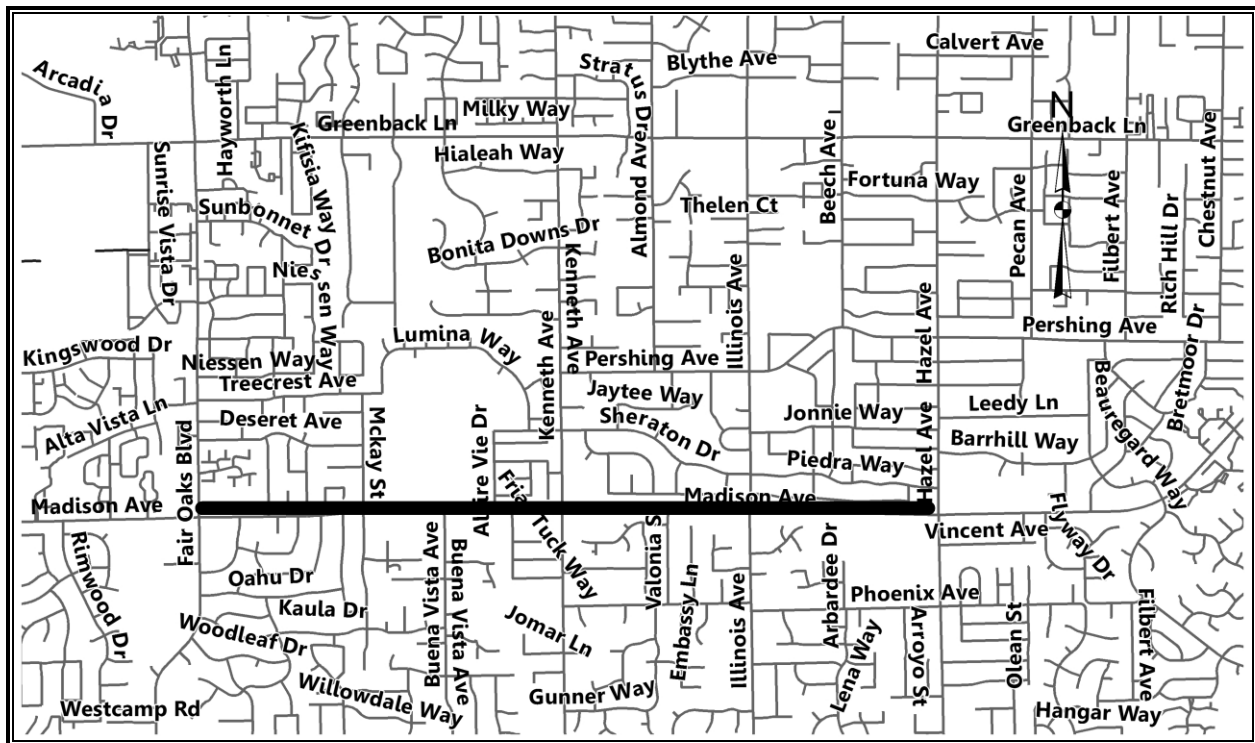 Calvert Ave
Blythe Ave
Stratus Dr
Arcadia Dr
Hayworth Ln
Milky Way
N
Greenback Ln
Greenback Ln
Kifisia Way
Hialeah Way
Sunrise Vista Dr
Almond Ave
Beech Ave
Chestnut Ave
Fortuna Way
Pecan Ave
Filbert Ave
Rich Hill Dr
Sunbonnet Dr
Thelen Ct
Bonita Downs Dr
Kenneth Ave
Niessen Way
Illinois Ave
Hazel Ave
Pershing Ave
Bretmoor Dr
Kingswood Dr
Lumina Way
Kenneth Ave
Pershing Ave
Niessen Way
Treecrest Ave
Jaytee Way
Beauregard Way
Alta Vista Ln
Deseret Ave
Mckay St
Allaire Vie Dr
Sheraton Dr
Jonnie Way
Hazel Ave
Leedy Ln
Barrhill Way
Piedra Way
Fair Oaks Blvd
Madison Ave
Madison Ave
Friar Tuck Way
Vincent Ave
Flyway Dr
Rimwood Dr
Oahu Dr
Kaula Dr
Buena Vista Ave
Buena Vista Ave
Valonia S
Embassy Ln
Illinois Ave
Arbardee Dr
Phoenix Ave
Filbert Ave
Woodleaf Dr
Jomar Ln
Lena Way
Arroyo St
Olean St
Willowdale Way
Gunner Way
Westcamp Rd
Hangar Way